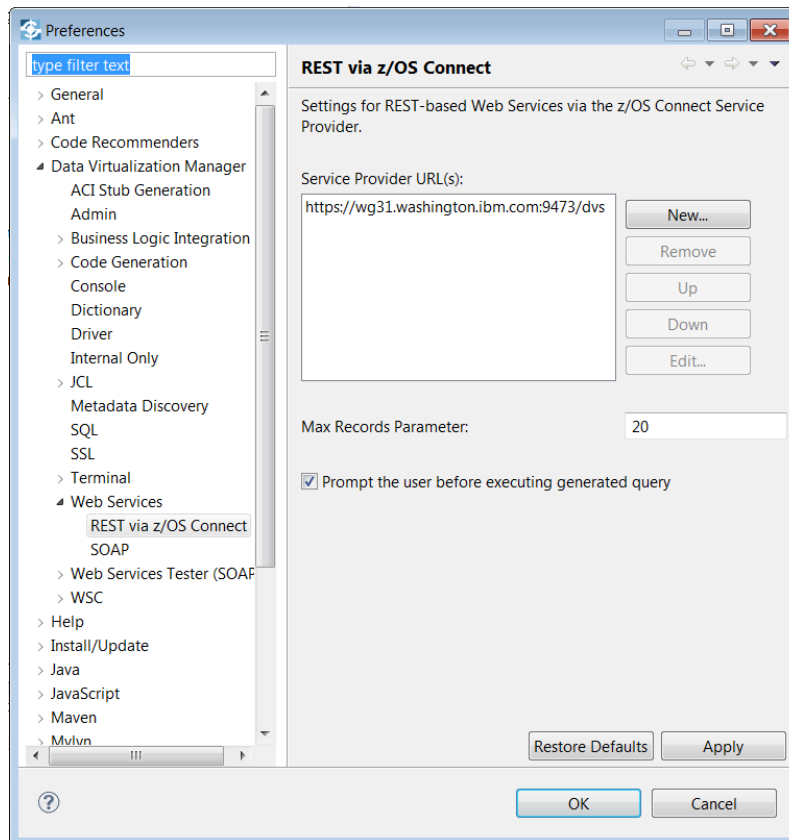 Preferences
type filter text
General
Ant
Code Recommenders
Data Virtualization Manager
ACI Stub Generation
Admin
Business Logic Integration
Code Generation
Console
Dictionary
Driver
Internal Only
JCL
Metadata Discovery
SQL
SSL
Terminal
Web Services
REST via z/OS Connect
SOAP
Web Services Tester (SOAP
WSC
Help
Install/Update
Java
JavaScript
Maven
Mylyn
REST via z/OS Connect
Settings for REST-based Web Services via the z/OS Connect Service
Provider.
Service Provider URL(s):
https://wg31.washington.ibm.com:9473/dvs
New...
Remove
Up
Down
Edit...
Max Records Parameter:
20
Prompt the user before executing generated query
Restore Defaults
Apply
OK
Cancel